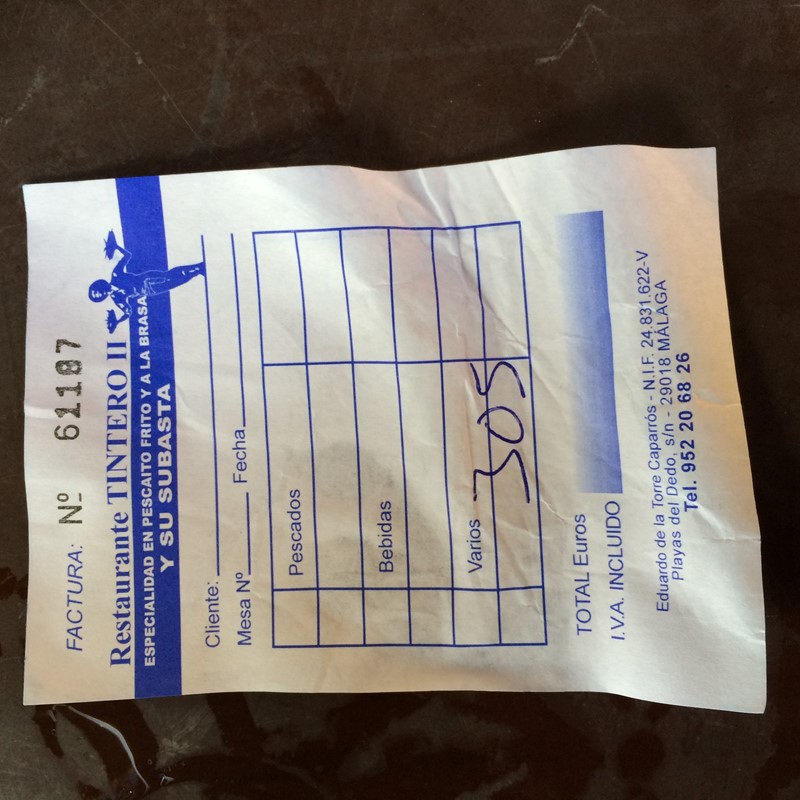 FACTURA: Nº 61187
Restaurante TINTERO II
ESPECIALIDAD EN PESCAITO FRITO Y A LA BRASA
Y SU SUBASTA
Cliente:
Mesa Nº Fecha
Pescados
Bebidas
Varios
305
TOTAL Euros
I.V.A. INCLUIDO
Eduardo de la Torre Caparrós - N.I.F. 24.831.622-V
Playas del Dedo, s/n - 29018 MÁLAGA
Tel. 952 20 68 26